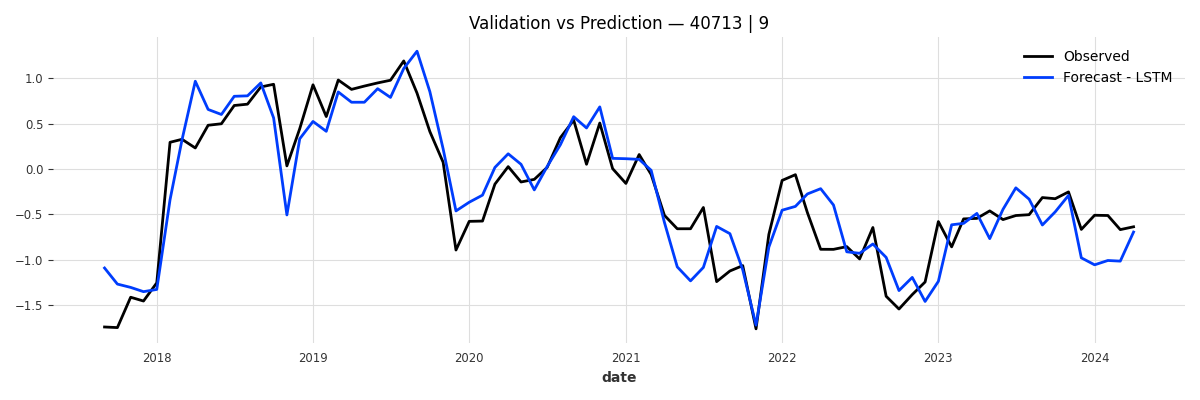 Validation vs Prediction — 40713 | 9
Observed
Forecast - LSTM
1.0
0.5
0.0
−0.5
−1.0
−1.5
2018 2019 2020 2021 2022 2023 2024
date